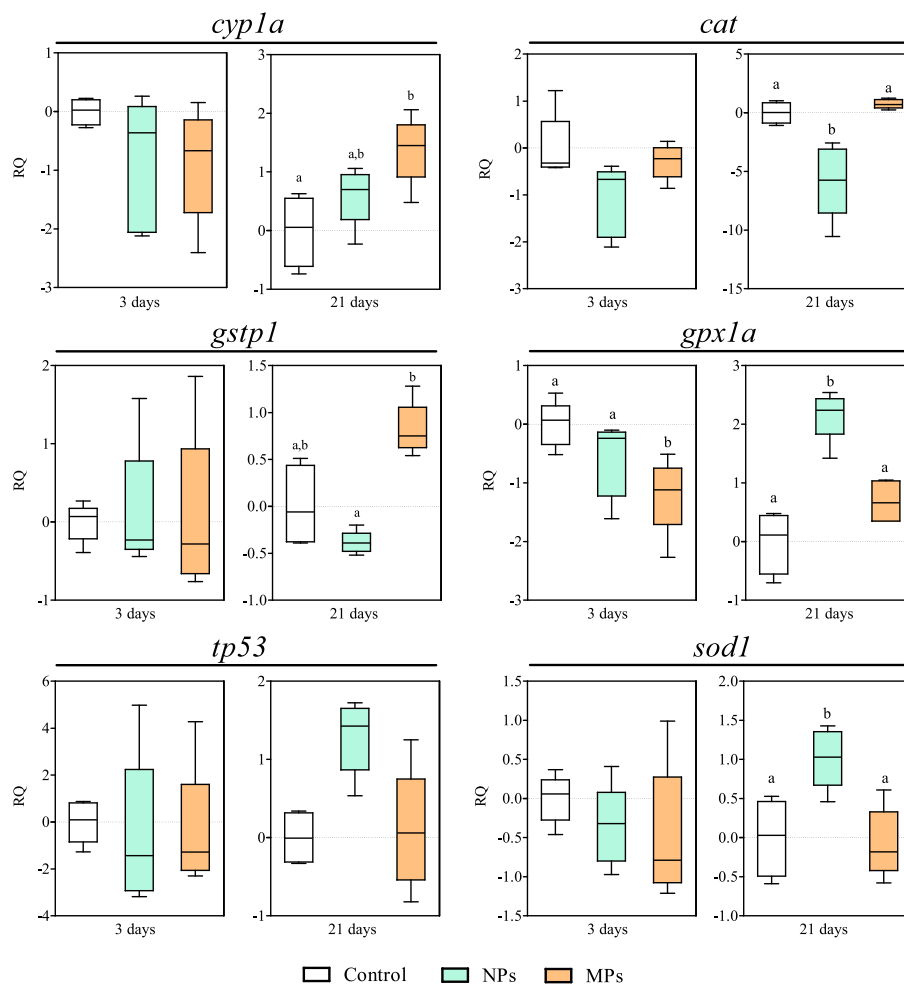 cyp1a
cat
1
0
-1
-2
-3
RQ
3 days
3
2
1
0
-1
a
a,b
b
21 days
2
1
0
-1
-2
-3
RQ
3 days
5
0
-5
-10
-15
a
b
a
21 days
gstp1
gpx1a
2
1
0
-1
RQ
3 days
1.5
1.0
0.5
0.0
-0.5
-1.0
a,b
a
b
21 days
1
0
-1
-2
-3
RQ
a
a
b
3 days
3
2
1
0
-1
a
b
a
21 days
tp53
sod1
6
4
2
0
-2
-4
RQ
3 days
2
1
0
-1
21 days
1.5
1.0
0.5
0.0
-0.5
-1.0
-1.5
RQ
3 days
2.0
1.5
1.0
0.5
0.0
-0.5
-1.0
a
b
a
21 days
Control NPs MPs